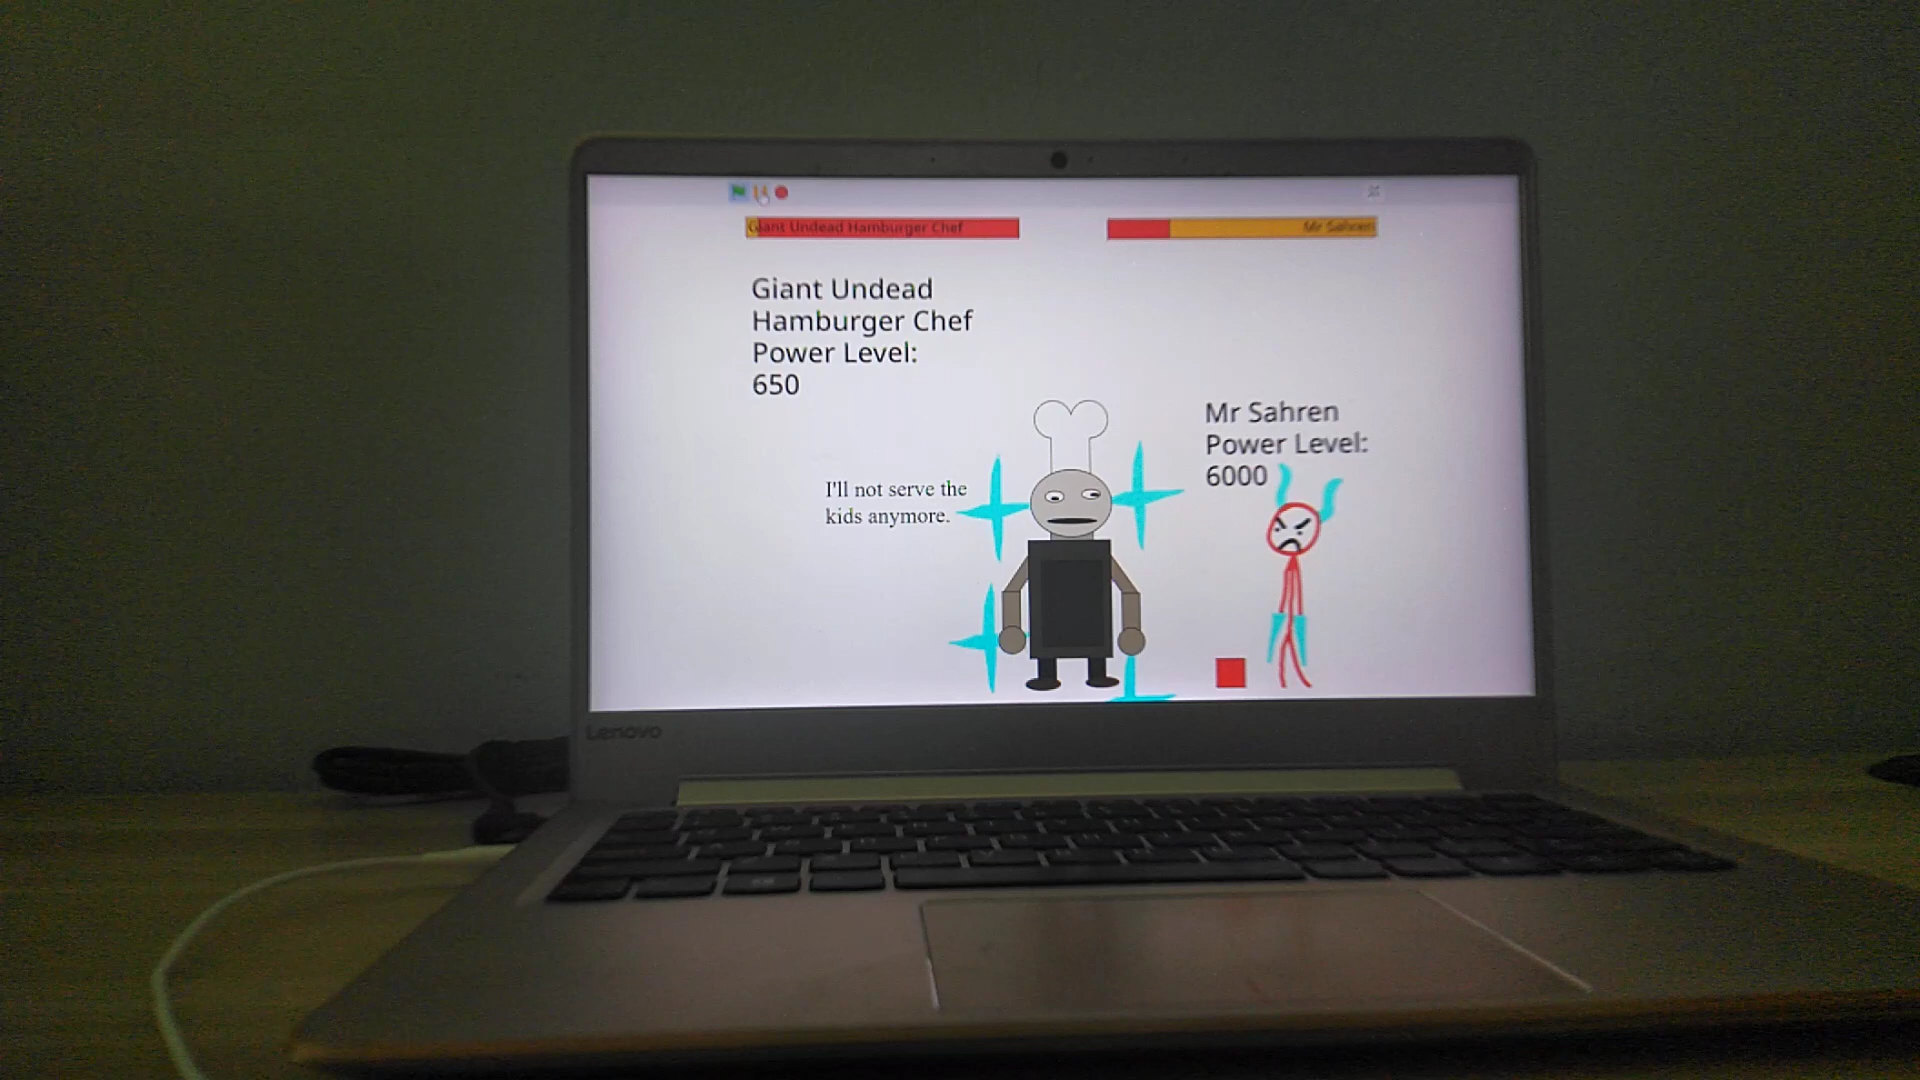 Giant Undead Hamburger Chef
Mr Sahren
Giant Undead
Hamburger Chef
Power Level:
650
Mr Sahren
Power Level:
6000
I'll not serve the
kids anymore.
Lenovo